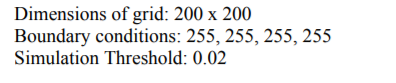 Dimensions of grid: 200 x 200
Boundary conditions: 255, 255, 255, 255
Simulation Threshold: 0.02